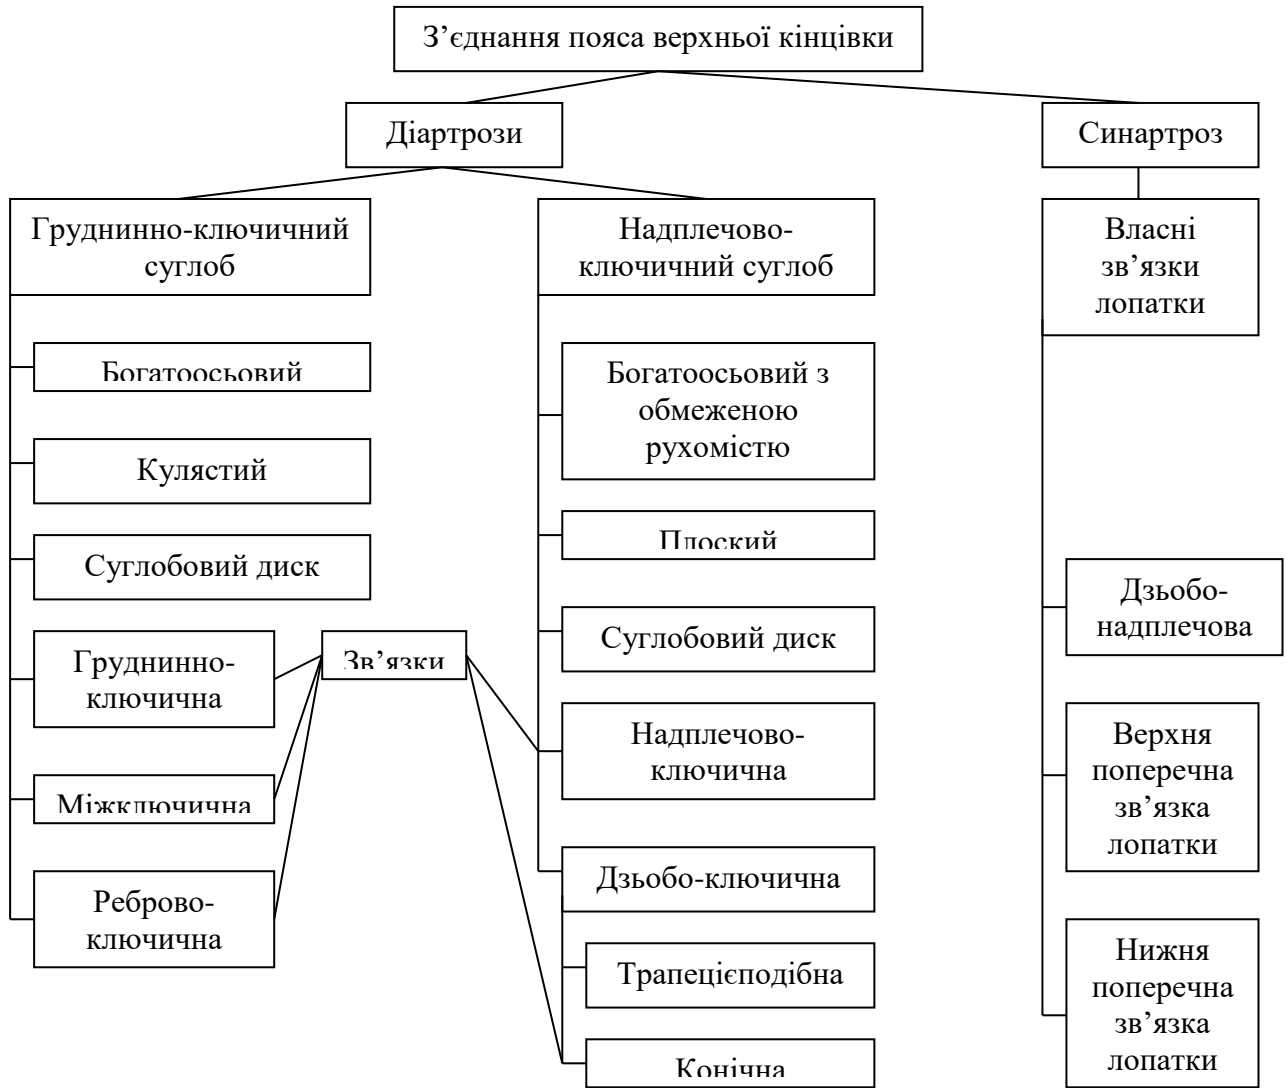 З’єднання пояса верхньої кінцівки
Діартрози
Синартроз
Груднинно-ключичний
суглоб
Надплечово-
ключичний суглоб
Власні
зв’язки
лопатки
Богатоосьовий
Богатоосьовий з
обмеженою
рухомістю
Кулястий
Плоский
Суглобовий диск
Дзьобо-
надплечова
Суглобовий диск
Груднинно-
ключична
Зв’язки
Надплечово-
ключична
Верхня
поперечна
зв’язка
лопатки
Міжключична
Реброво-
ключична
Дзьобо-ключична
Трапецієподібна
Нижня
поперечна
зв’язка
лопатки
Конічна